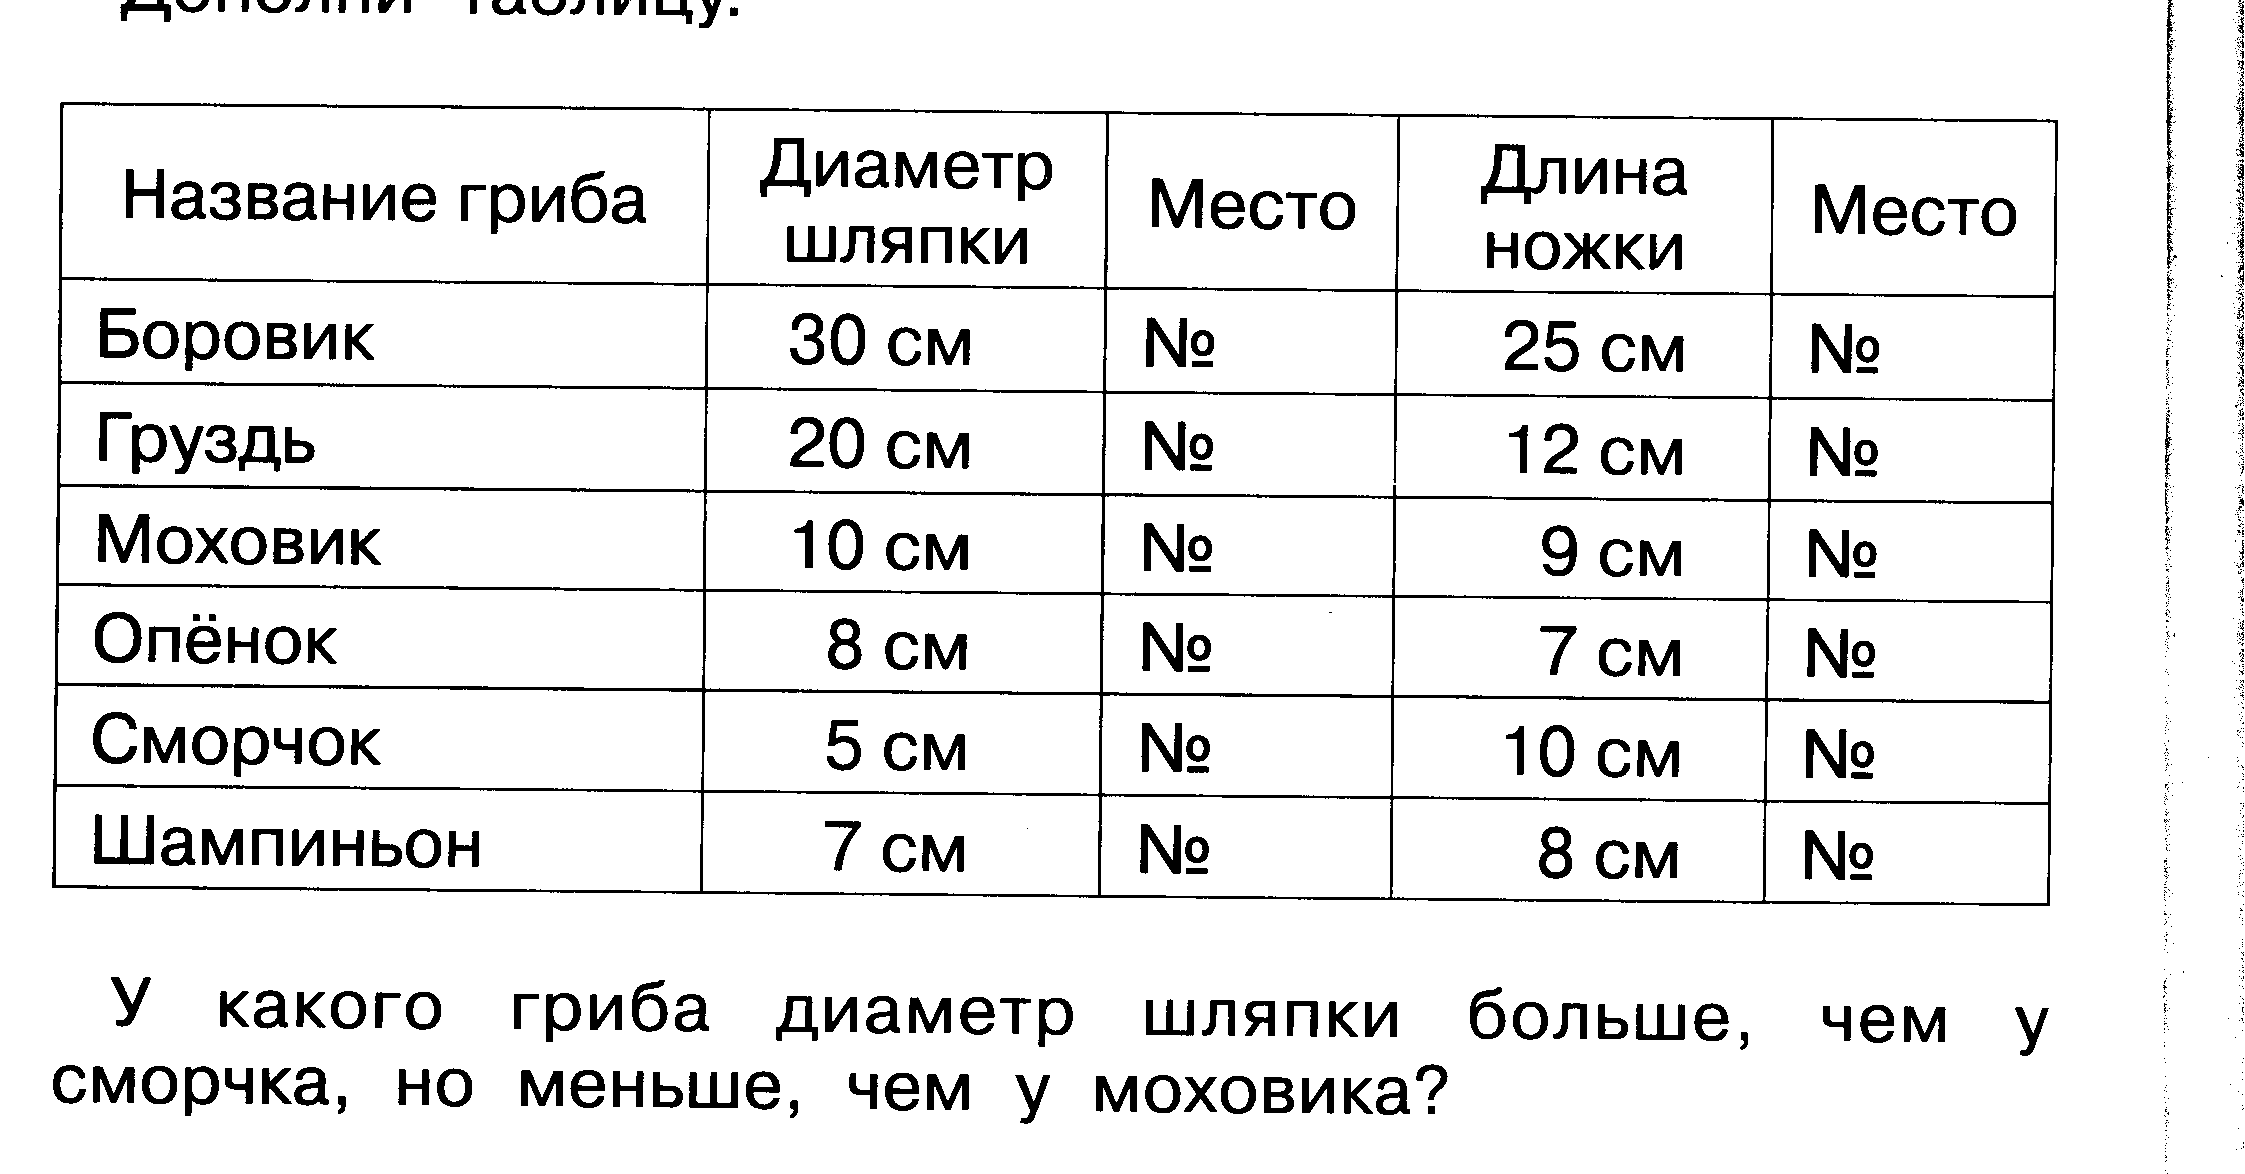 Дополни таблицу.
Название гриба Диаметр шляпки Место Длина ножки Место
Боровик 30 см № 25 см №
Груздь 20 см № 12 см №
Моховик 10 см № 9 см №
Опёнок 8 см № 7 см №
Сморчок 5 см № 10 см №
Шампиньон 7 см № 8 см №
У какого гриба диаметр шляпки больше, чем у
сморчка, но меньше, чем у моховика?